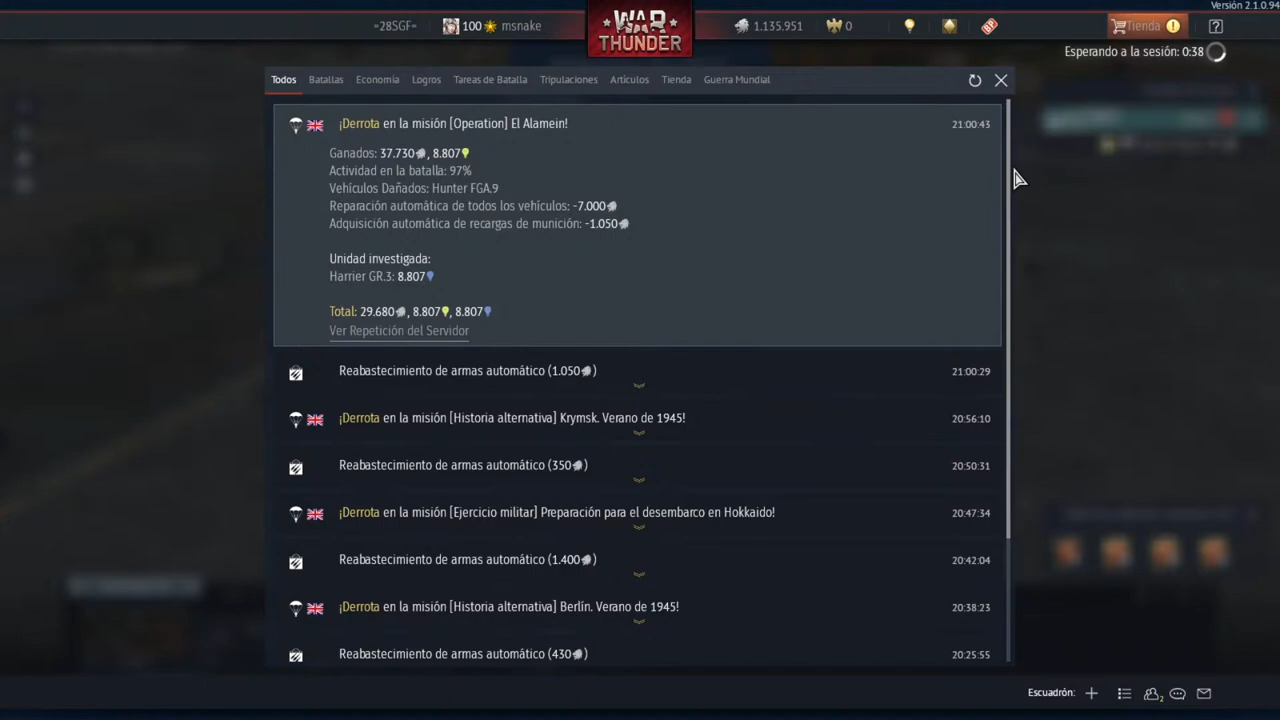 Versión 2.1.0.94
=28SGF= 100 msnake
WAR THUNDER
1.135.951 0
Tienda
Esperando a la sesión: 0:38
Todos Batallas Economía Logros Tareas de Batalla Tripulaciones Artículos Tienda Guerra Mundial
¡Derrota en la misión [Operation] El Alamein! 21:00:43
Ganados: 37.730, 8.807
Actividad en la batalla: 97%
Vehículos Dañados: Hunter FGA.9
Reparación automática de todos los vehículos: -7.000
Adquisición automática de recargas de munición: -1.050
Unidad investigada:
Harrier GR.3: 8.807
Total: 29.680, 8.807, 8.807
Ver Repetición del Servidor
Reabastecimiento de armas automático (1.050) 21:00:29
¡Derrota en la misión [Historia alternativa] Krymsk. Verano de 1945! 20:56:10
Reabastecimiento de armas automático (350) 20:50:31
¡Derrota en la misión [Ejercicio militar] Preparación para el desembarco en Hokkaido! 20:47:34
Reabastecimiento de armas automático (1.400) 20:42:04
¡Derrota en la misión [Historia alternativa] Berlín. Verano de 1945! 20:38:23
Reabastecimiento de armas automático (430) 20:25:55
Escuadrón: 2